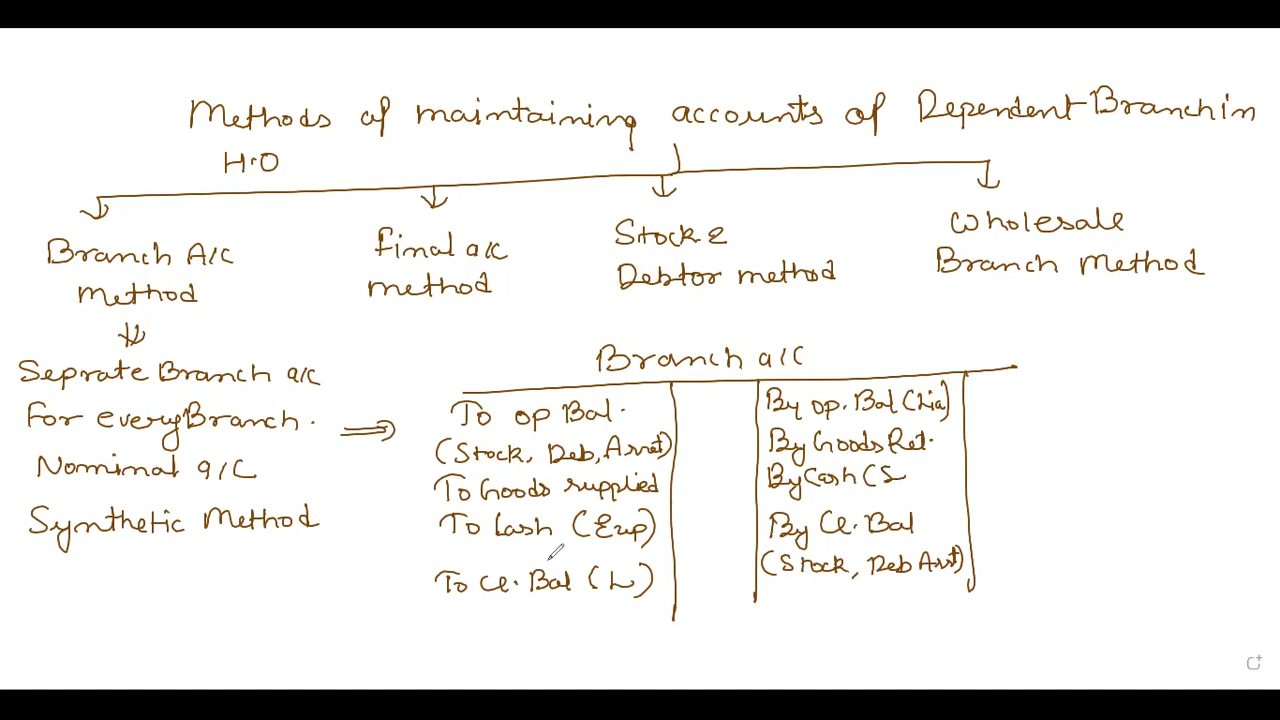 Methods of maintaining accounts of Dependent Branch in
H.O
Branch A/C
Method
Final a/c
method
Stock &
Debtor method
Wholesale
Branch Method
Seprate Branch a/c
For every Branch.
Nominal a/c
Synthetic Method
Branch a/c
To op Bal.
(Stock, Deb, Asset)
To Goods supplied
To Cash (Exp)
To Cl. Bal (L)
By op. Bal (Lia)
By Goods Ret.
By Cash CS
By Cl. Bal
(Stock, Deb Asst)